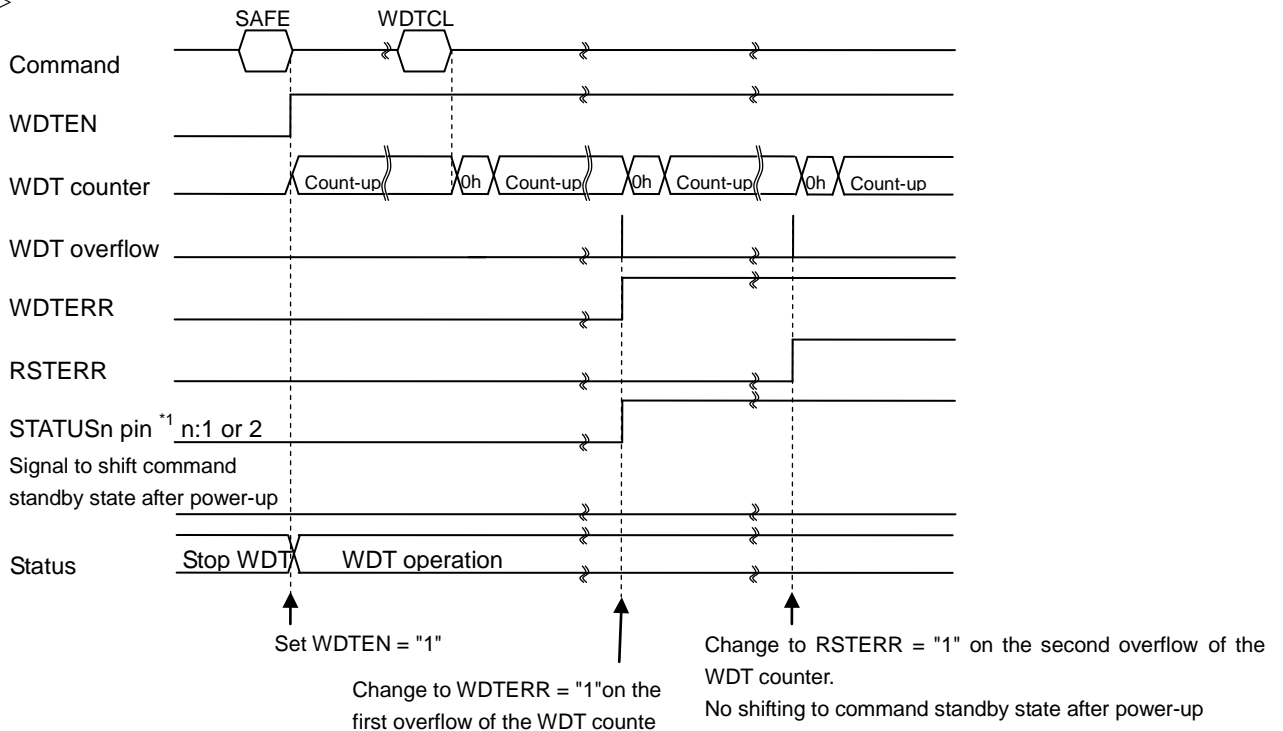 >
SAFE WDTCL
Command
WDTEN
WDT counter Count-up 0h Count-up 0h Count-up 0h Count-up
WDT overflow
WDTERR
RSTERR
STATUSn pin *1 n:1 or 2
Signal to shift command
standby state after power-up
Status Stop WDT WDT operation
Set WDTEN = "1"
Change to WDTERR = "1"on the
first overflow of the WDT counte
Change to RSTERR = "1" on the second overflow of the
WDT counter.
No shifting to command standby state after power-up